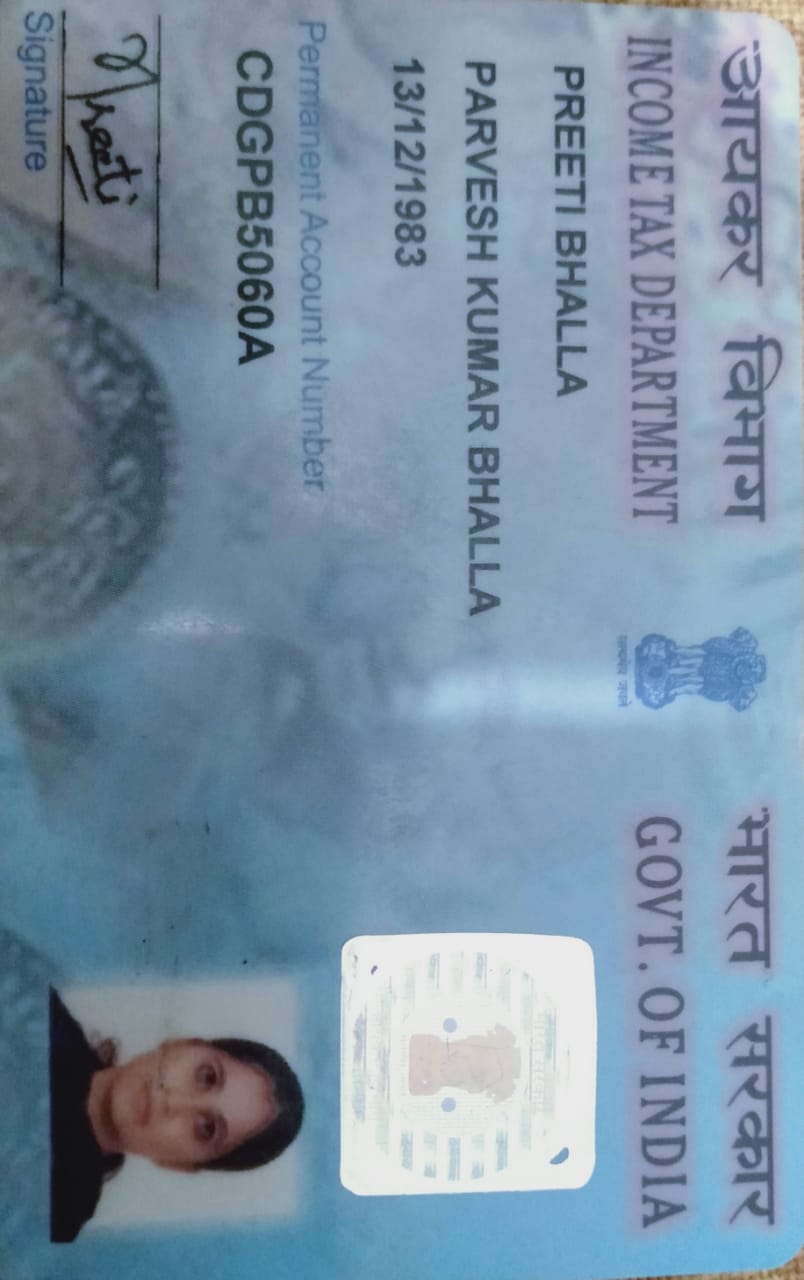 आयकर विभाग
INCOME TAX DEPARTMENT
सत्यमेव जयते
भारत सरकार
GOVT. OF INDIA
PREETI BHALLA
PARVESH KUMAR BHALLA
13/12/1983
Permanent Account Number
CDGPB5060A
Preeti
Signature